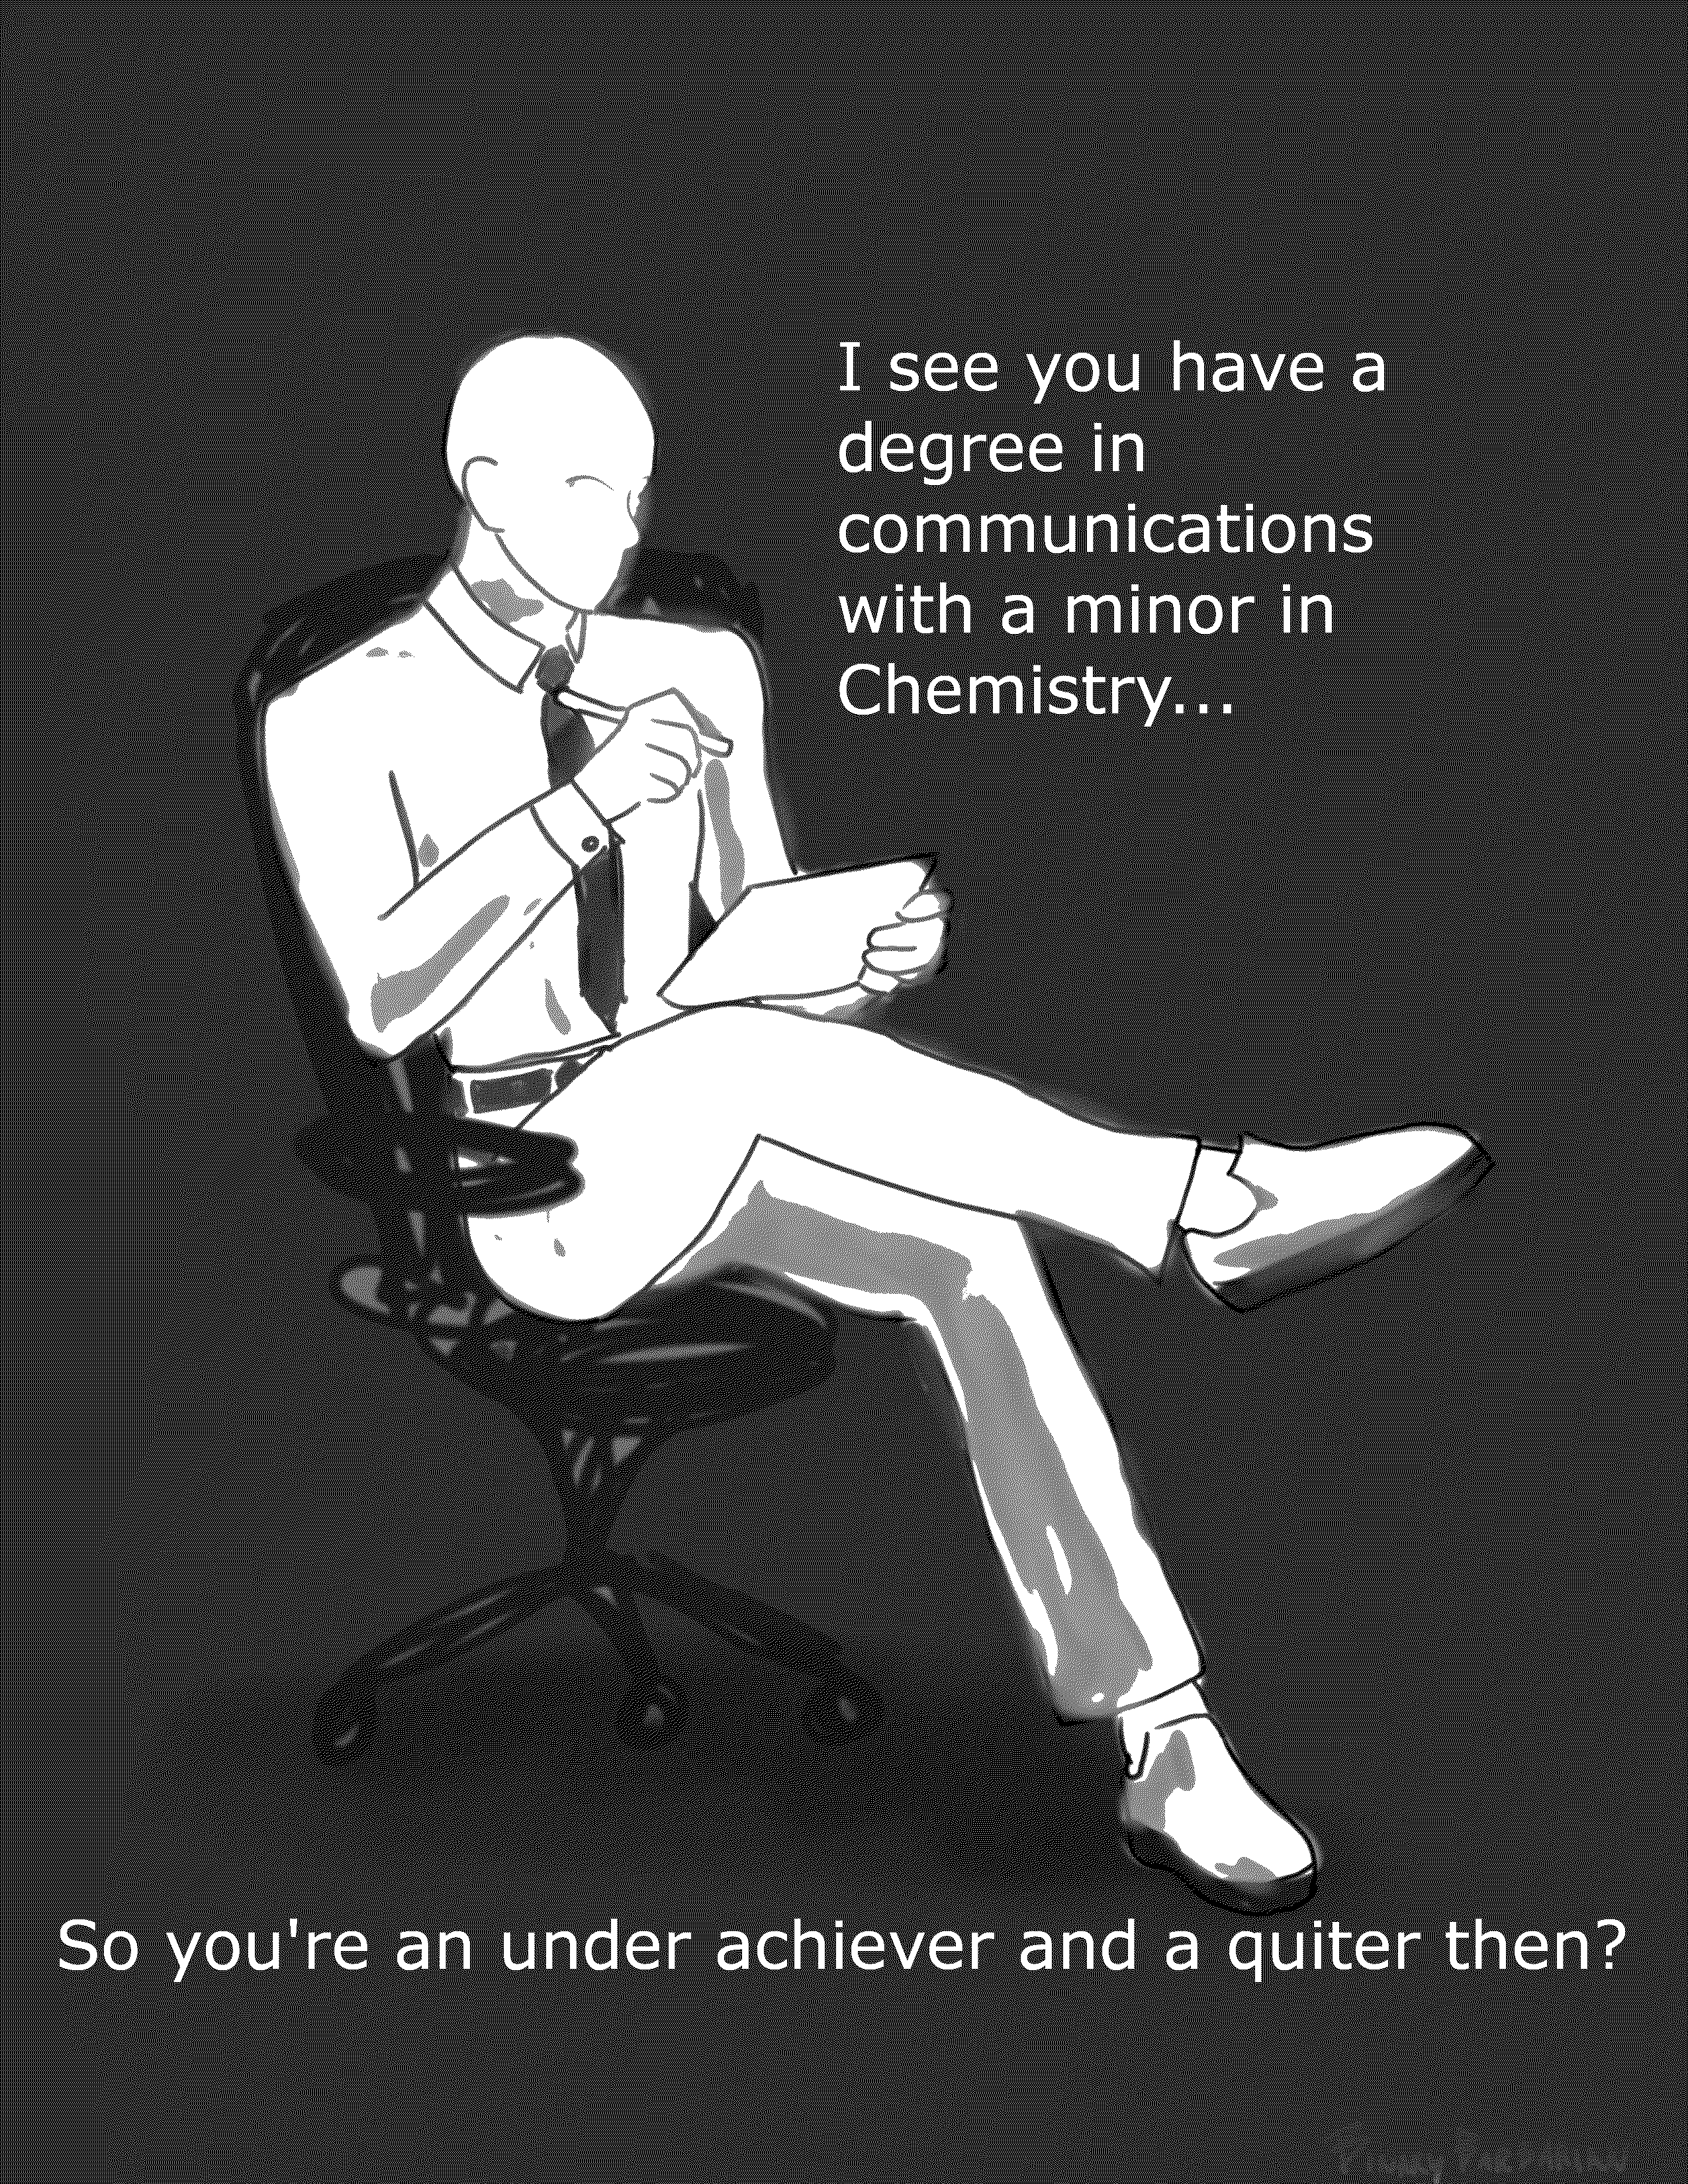 I see you have a
degree in
communications
with a minor in
Chemistry...
So you're an under achiever and a quiter then?